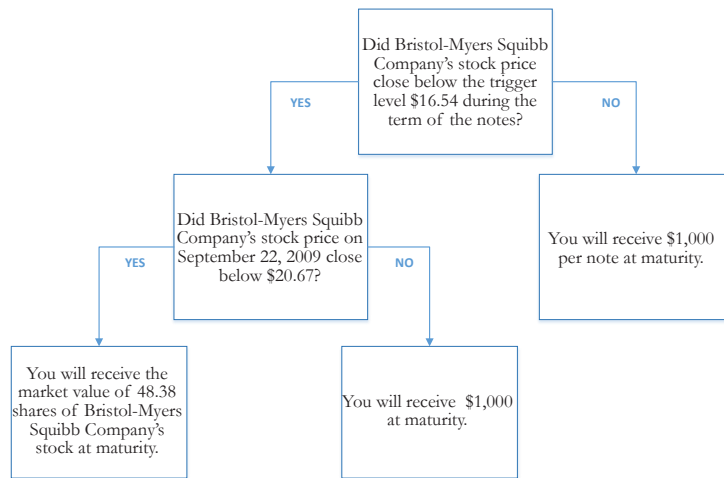 Did Bristol-Myers Squibb
Company's stock price
close below the trigger
level $16.54 during the
term of the notes?
YES
NO
Did Bristol-Myers Squibb
Company's stock price on
September 22, 2009 close
below $20.67?
You will receive $1,000
per note at maturity.
YES
NO
You will receive the
market value of 48.38
shares of Bristol-Myers
Squibb Company's
stock at maturity.
You will receive $1,000
at maturity.